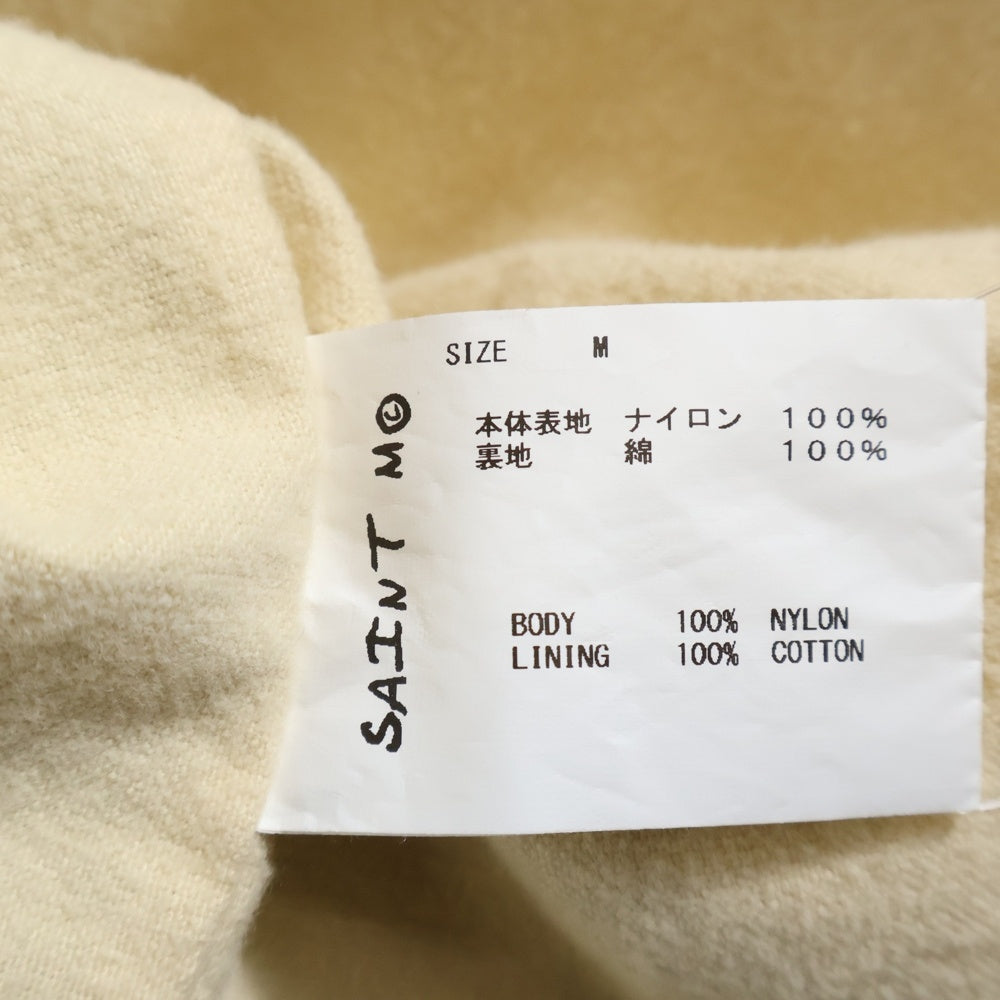 SIZE M
本体表地 ナイロン 100%
裏地 綿 100%
BODY 100% NYLON
LINING 100% COTTON
SAINT M©